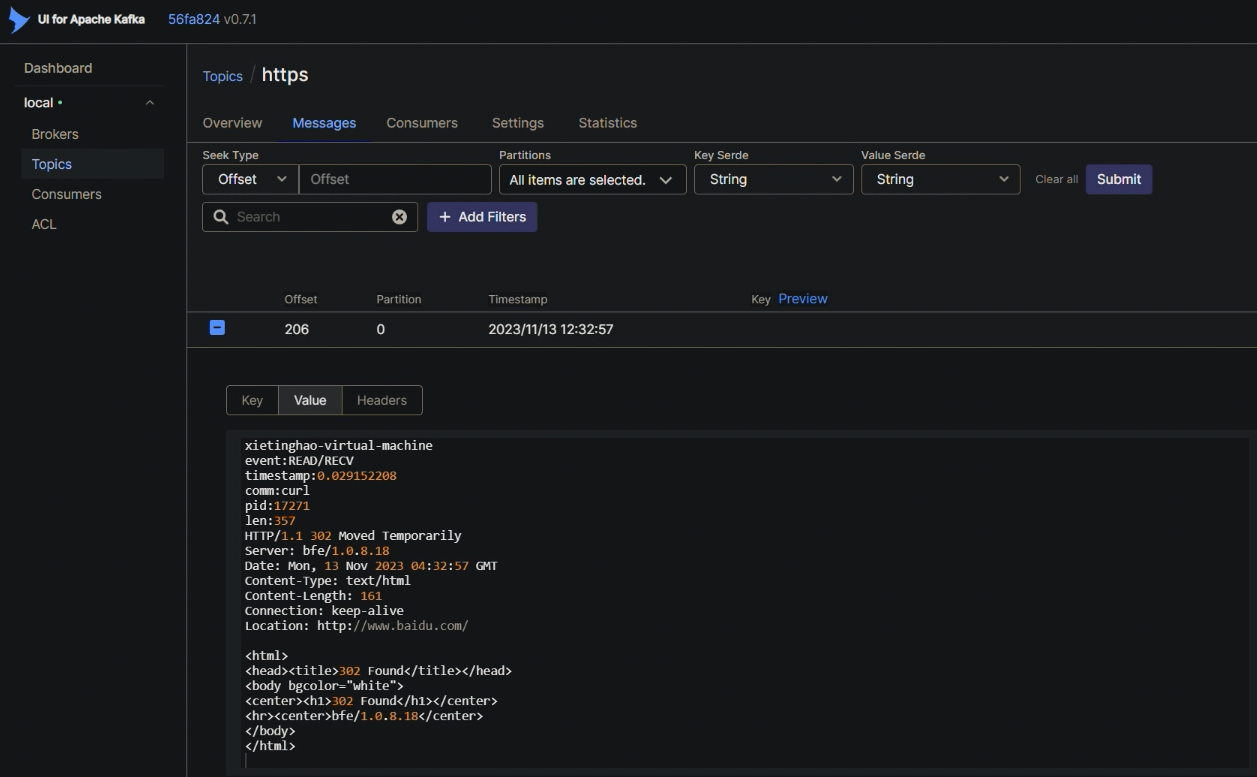 UI for Apache Kafka 56fa824 v0.7.1
Dashboard
local
Brokers
Topics
Consumers
ACL
Topics / https
Overview Messages Consumers Settings Statistics
Seek Type Partitions Key Serde Value Serde
Offset Offset All items are selected. String String Clear all Submit
Search + Add Filters
Offset Partition Timestamp Key Preview
206 0 2023/11/13 12:32:57
Key Value Headers
xietinghao-virtual-machine
event:READ/RECV
timestamp:0.029152208
comm:curl
pid:17271
len:357
HTTP/1.1 302 Moved Temporarily
Server: bfe/1.0.8.18
Date: Mon, 13 Nov 2023 04:32:57 GMT
Content-Type: text/html
Content-Length: 161
Connection: keep-alive
Location: http://www.baidu.com/
<html>
<head><title>302 Found</title></head>
<body bgcolor="white">
<center><h1>302 Found</h1></center>
<hr><center>bfe/1.0.8.18</center>
</body>
</html>